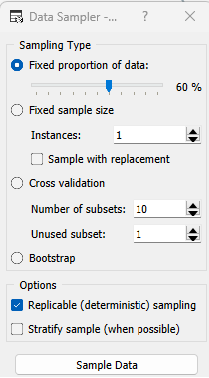 Data Sampler -...
Sampling Type
Fixed proportion of data:
60 %
Fixed sample size
Instances: 1
Sample with replacement
Cross validation
Number of subsets: 10
Unused subset: 1
Bootstrap
Options
Replicable (deterministic) sampling
Stratify sample (when possible)
Sample Data